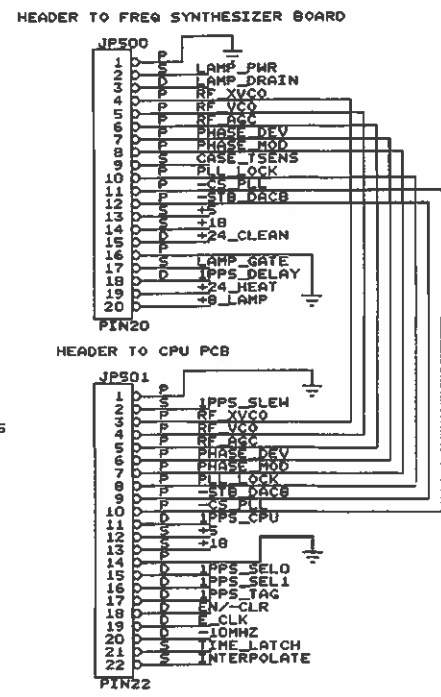 HEADER TO FREQ SYNTHESIZER BOARD
JP500
1 P
2 S LAMP_PWR
3 D LAMP_DRAIN
4 P RF_XVCO
5 P RF_VCO
6 P RF_AGC
7 P PHASE_DEV
8 P PHASE_MOD
9 S CASE_TSENS
10 P PLL_LOCK
11 P -CS_PLL
12 P -STB_DAC8
13 S +5
14 S +18
15 D +24_CLEAN
16 P
17 S LAMP_GATE
18 D 1PPS_DELAY
19 +24_HEAT
20 +8_LAMP
PIN20
HEADER TO CPU PCB
JP501
1 P
2 S 1PPS_SLEW
3 P RF_XVCO
4 P RF_VCO
5 P RF_AGC
6 P PHASE_DEV
7 P PHASE_MOD
8 P PLL_LOCK
9 P -STB_DAC8
10 P -CS_PLL
11 D 1PPS_CPU
12 S +5
13 S +18
14 P
15 D 1PPS_SEL0
16 D 1PPS_SEL1
17 D 1PPS_TAG
18 D EN/-CLR
19 D E_CLK
20 D -10MHZ
21 S TIME_LATCH
22 S INTERPOLATE
PIN22